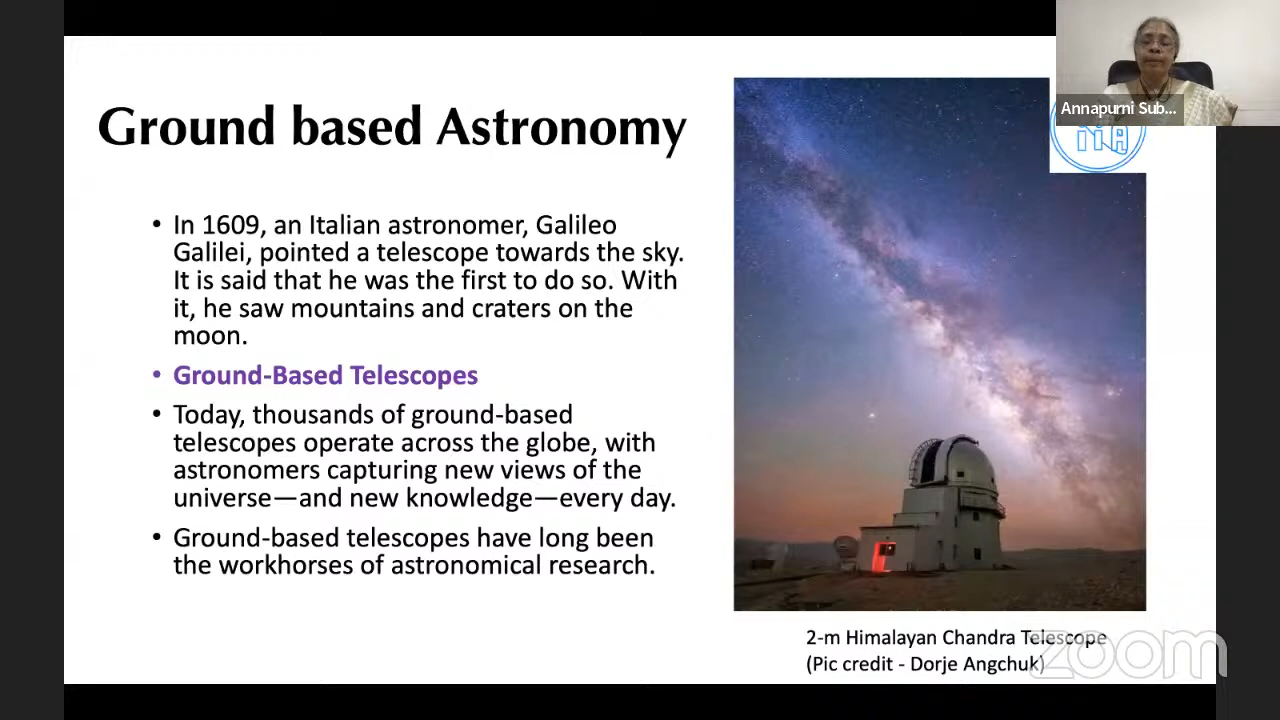 Ground based Astronomy
• In 1609, an Italian astronomer, Galileo
Galilei, pointed a telescope towards the sky.
It is said that he was the first to do so. With
it, he saw mountains and craters on the
moon.
• Ground-Based Telescopes
• Today, thousands of ground-based
telescopes operate across the globe, with
astronomers capturing new views of the
universe—and new knowledge—every day.
• Ground-based telescopes have long been
the workhorses of astronomical research.
Annapurni Sub...
IIA
2-m Himalayan Chandra Telescope
(Pic credit - Dorje Angchuk)
zoom